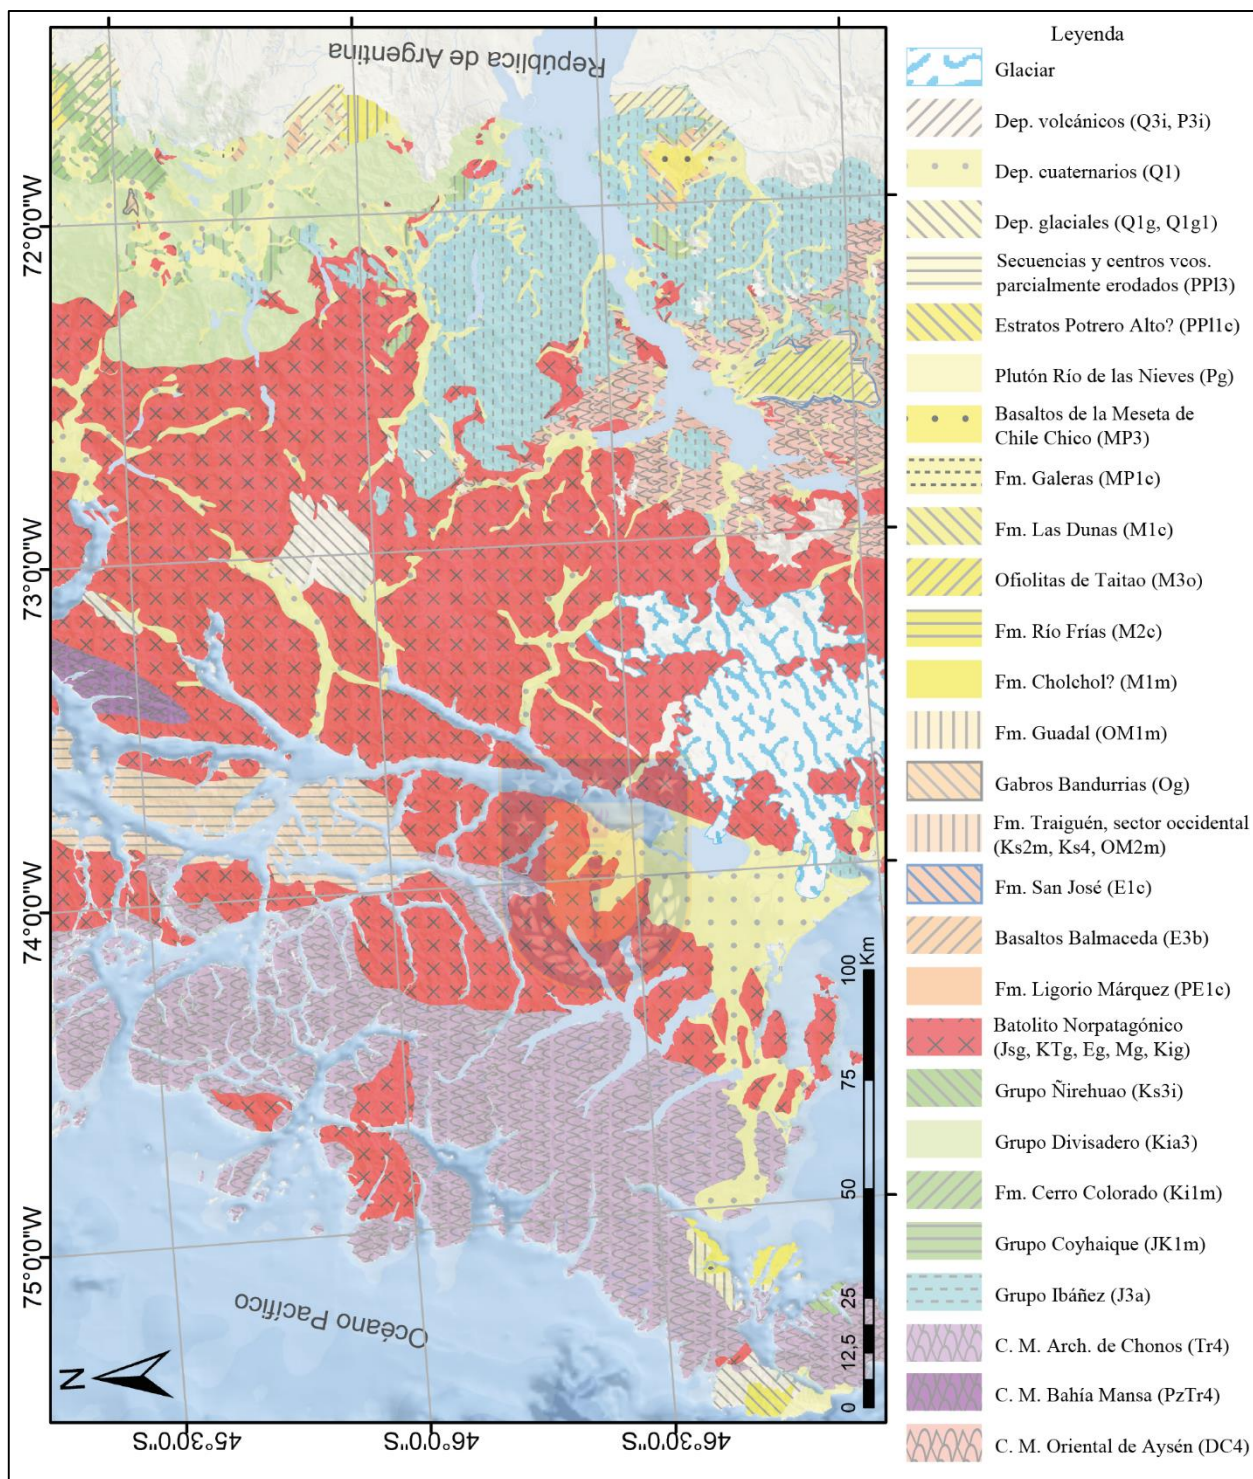 República de Argentina
72°0'0"W
73°0'0"W
74°0'0"W
75°0'0"W
Océano Pacífico
N
45°30'0"S
46°0'0"S
46°30'0"S
0
12,5
25
50
75
100
Km
Leyenda
Glaciar
Dep. volcánicos (Q3i, P3i)
Dep. cuaternarios (Q1)
Dep. glaciales (Q1g, Q1g1)
Secuencias y centros vcos.
parcialmente erodados (PPl3)
Estratos Potrero Alto? (PPl1c)
Plutón Río de las Nieves (Pg)
Basaltos de la Meseta de
Chile Chico (MP3)
Fm. Galeras (MP1c)
Fm. Las Dunas (M1c)
Ofiolitas de Taitao (M3o)
Fm. Río Frías (M2c)
Fm. Cholchol? (M1m)
Fm. Guadal (OM1m)
Gabros Bandurrias (Og)
Fm. Traiguén, sector occidental
(Ks2m, Ks4, OM2m)
Fm. San José (E1c)
Basaltos Balmaceda (E3b)
Fm. Ligorio Márquez (PE1c)
Batolito Norpatagónico
(Jsg, KTg, Eg, Mg, Kig)
Grupo Ñirehuao (Ks3i)
Grupo Divisadero (Kia3)
Fm. Cerro Colorado (Ki1m)
Grupo Coyhaique (JK1m)
Grupo Ibáñez (J3a)
C. M. Arch. de Chonos (Tr4)
C. M. Bahía Mansa (PzTr4)
C. M. Oriental de Aysén (DC4)